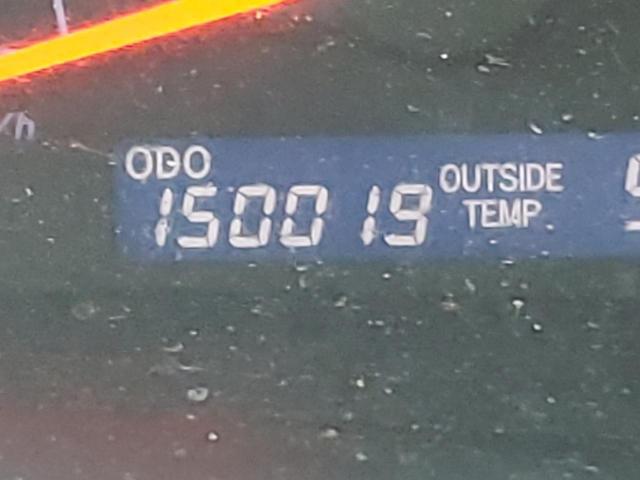 ODO
150019
OUTSIDE
TEMP.